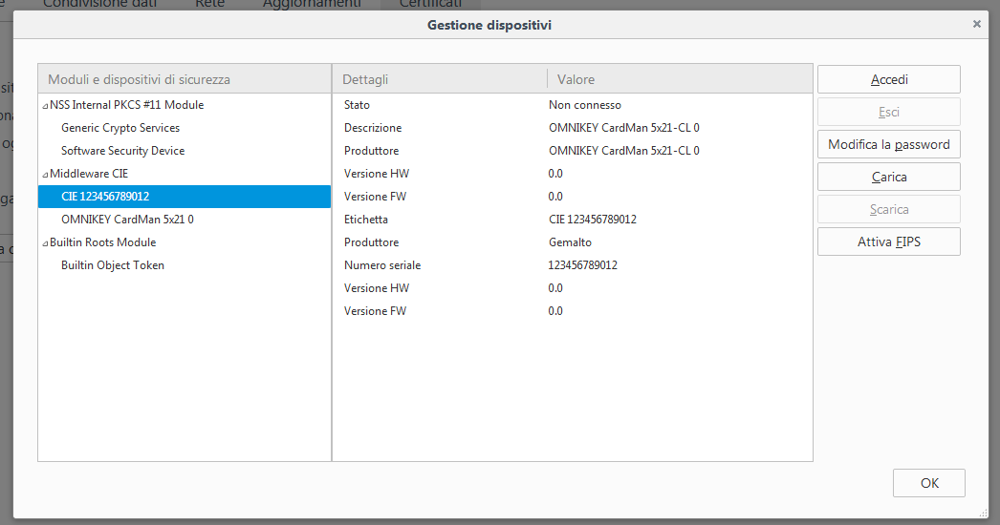 Condivisione dati Rete Aggiornamenti Certificati
Gestione dispositivi
Moduli e dispositivi di sicurezza Dettagli Valore
Accedi
NSS Internal PKCS #11 Module Stato Non connesso
Esci
Generic Crypto Services Descrizione OMNIKEY CardMan 5x21-CL 0
Modifica la password
Software Security Device Produttore OMNIKEY CardMan 5x21-CL 0
Middleware CIE Versione HW 0.0
Carica
CIE 123456789012 Versione FW 0.0
Scarica
OMNIKEY CardMan 5x21 0 Etichetta CIE 123456789012
Builtin Roots Module Produttore Gemalto
Attiva FIPS
Builtin Object Token Numero seriale 123456789012
Versione HW 0.0
Versione FW 0.0
OK